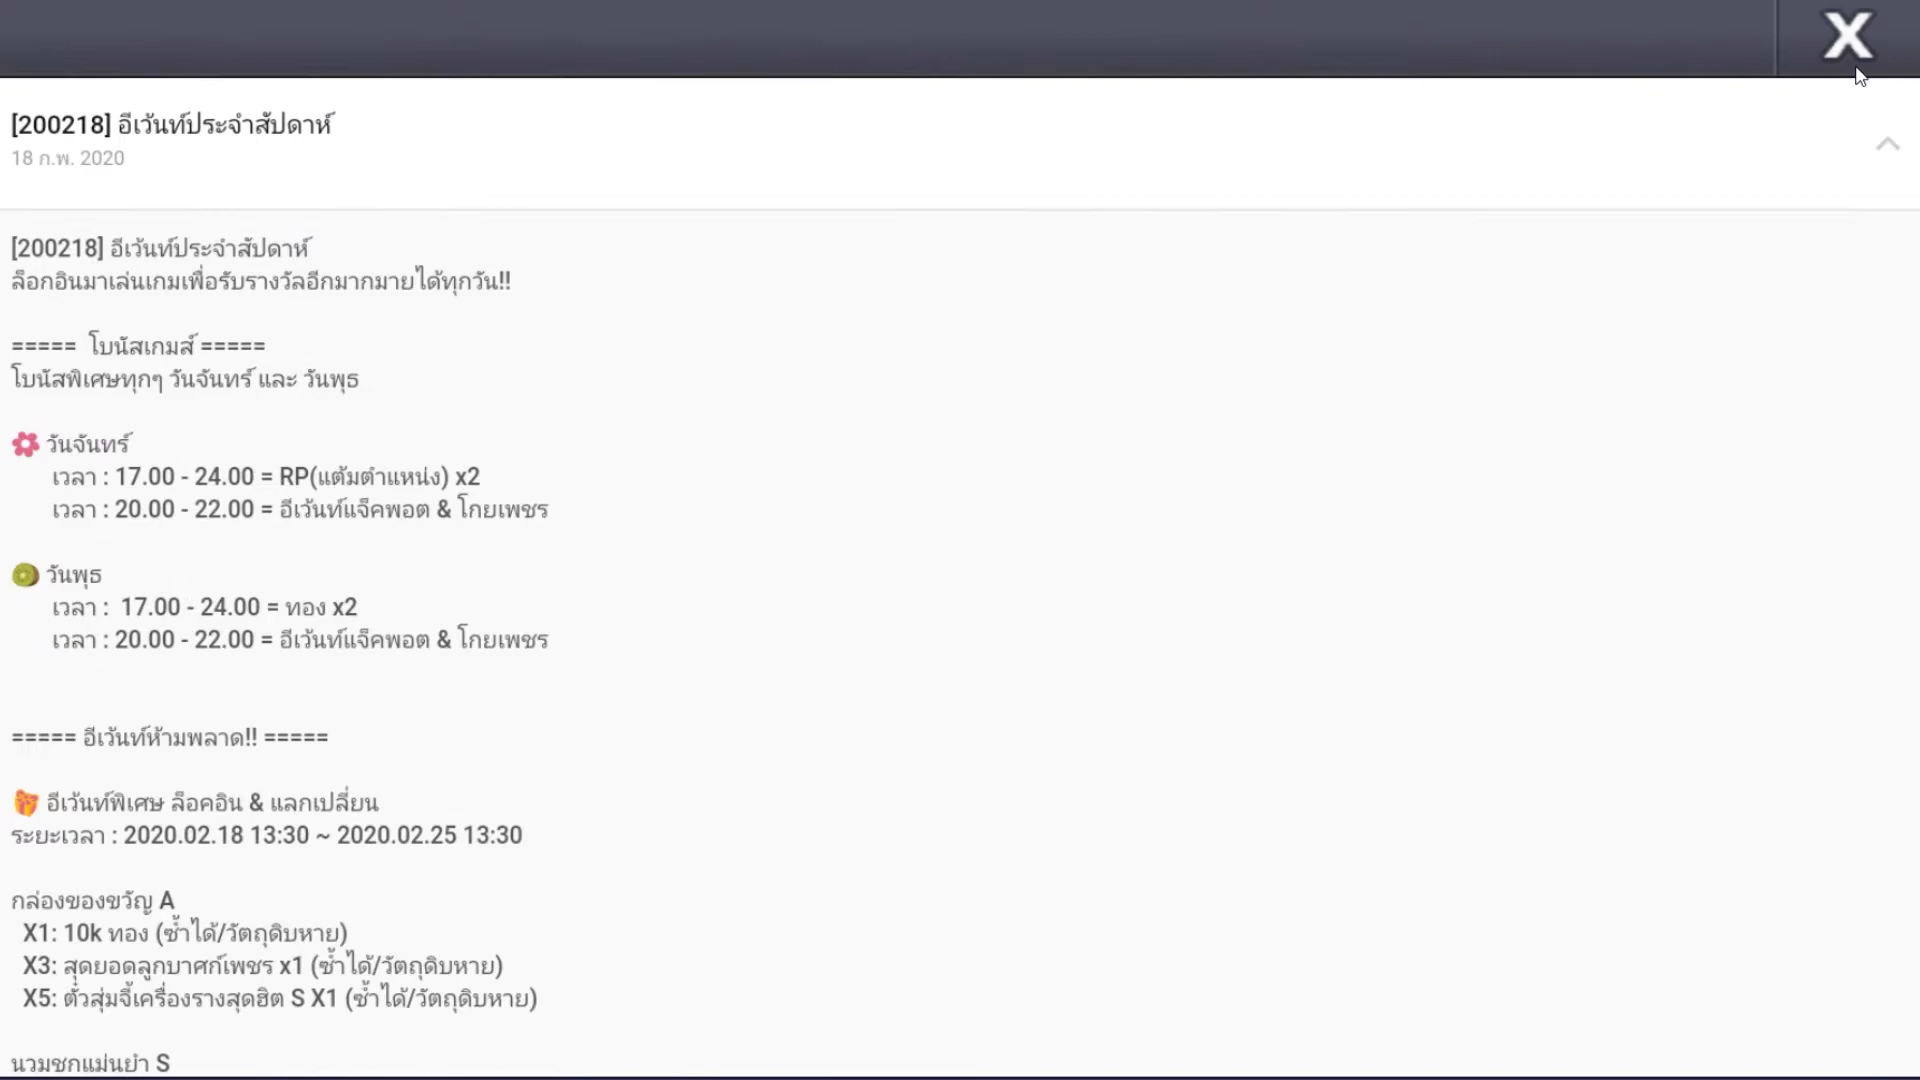 [200218] อีเว้นท์ประจำสัปดาห์
18 ก.พ. 2020
[200218] อีเว้นท์ประจำสัปดาห์
ล็อกอินมาเล่นเกมเพื่อรับรางวัลอีกมากมายได้ทุกวัน!!
===== โบนัสเกมส์ =====
โบนัสพิเศษทุกๆ วันจันทร์ และ วันพุธ
วันจันทร์
เวลา : 17.00 - 24.00 = RP(แต้มตำแหน่ง) x2
เวลา : 20.00 - 22.00 = อีเว้นท์แจ็คพอต & โกยเพชร
วันพุธ
เวลา : 17.00 - 24.00 = ทอง x2
เวลา : 20.00 - 22.00 = อีเว้นท์แจ็คพอต & โกยเพชร
===== อีเว้นท์ห้ามพลาด!! =====
อีเว้นท์พิเศษ ล็อคอิน & แลกเปลี่ยน
ระยะเวลา : 2020.02.18 13:30 ~ 2020.02.25 13:30
กล่องของขวัญ A
X1: 10k ทอง (ซ้ำได้/วัตถุดิบหาย)
X3: สุดยอดลูกบาศก์เพชร x1 (ซ้ำได้/วัตถุดิบหาย)
X5: ตั๋วสุ่มจี้เครื่องรางสุดฮิต S X1 (ซ้ำได้/วัตถุดิบหาย)
นวมชกแม่นยำ S